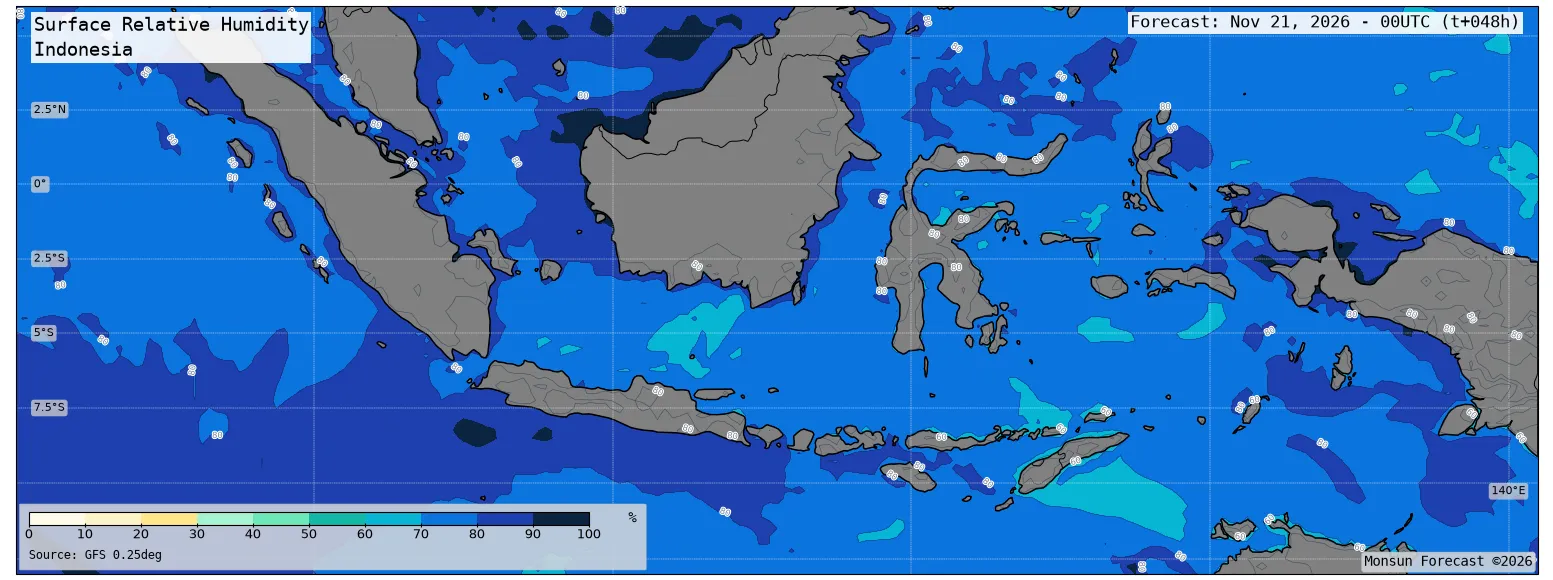 Surface Relative Humidity
Indonesia
Forecast: Nov 21, 2026 - 00UTC (t+048h)
2.5°N
0°
2.5°S
5°S
7.5°S
140°E
%
0 10 20 30 40 50 60 70 80 90 100
Source: GFS 0.25deg
Monsun Forecast ©2026